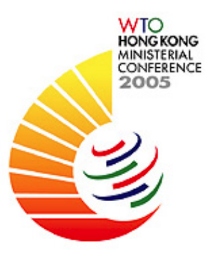 WTO
HONG KONG
MINISTERIAL
CONFERENCE
2005